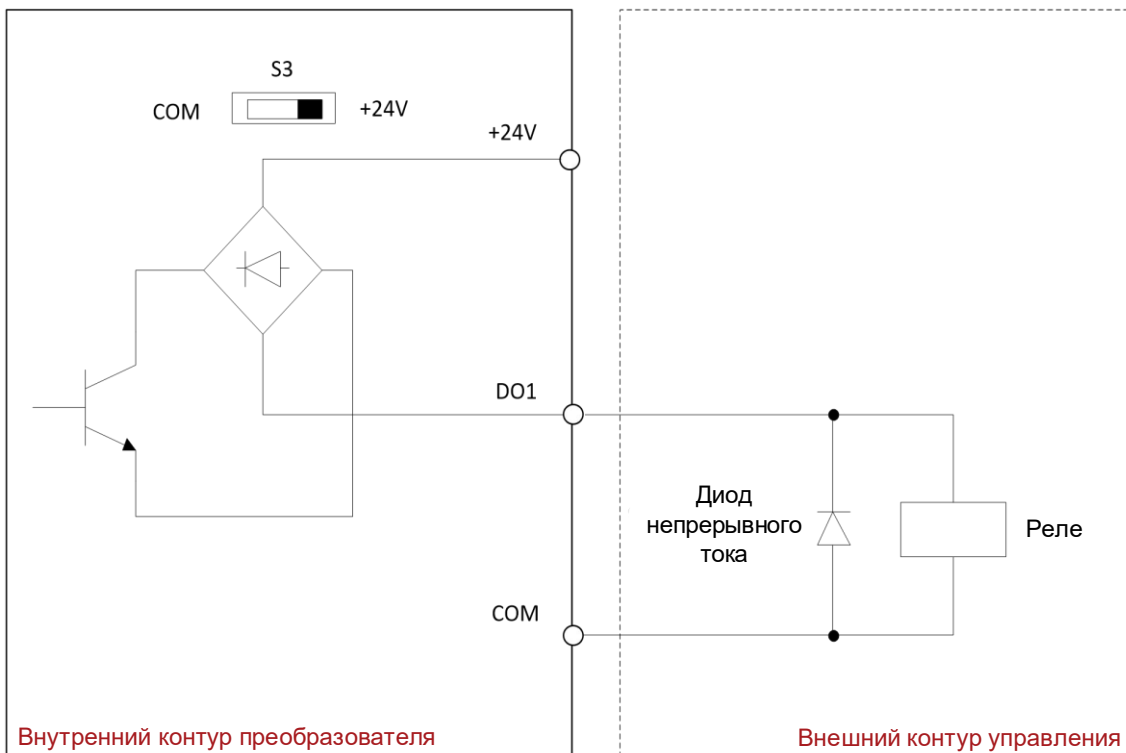 S3
COM
+24V
+24V
DO1
Диод
непрерывного
тока
Реле
COM
Внутренний контур преобразователя
Внешний контур управления